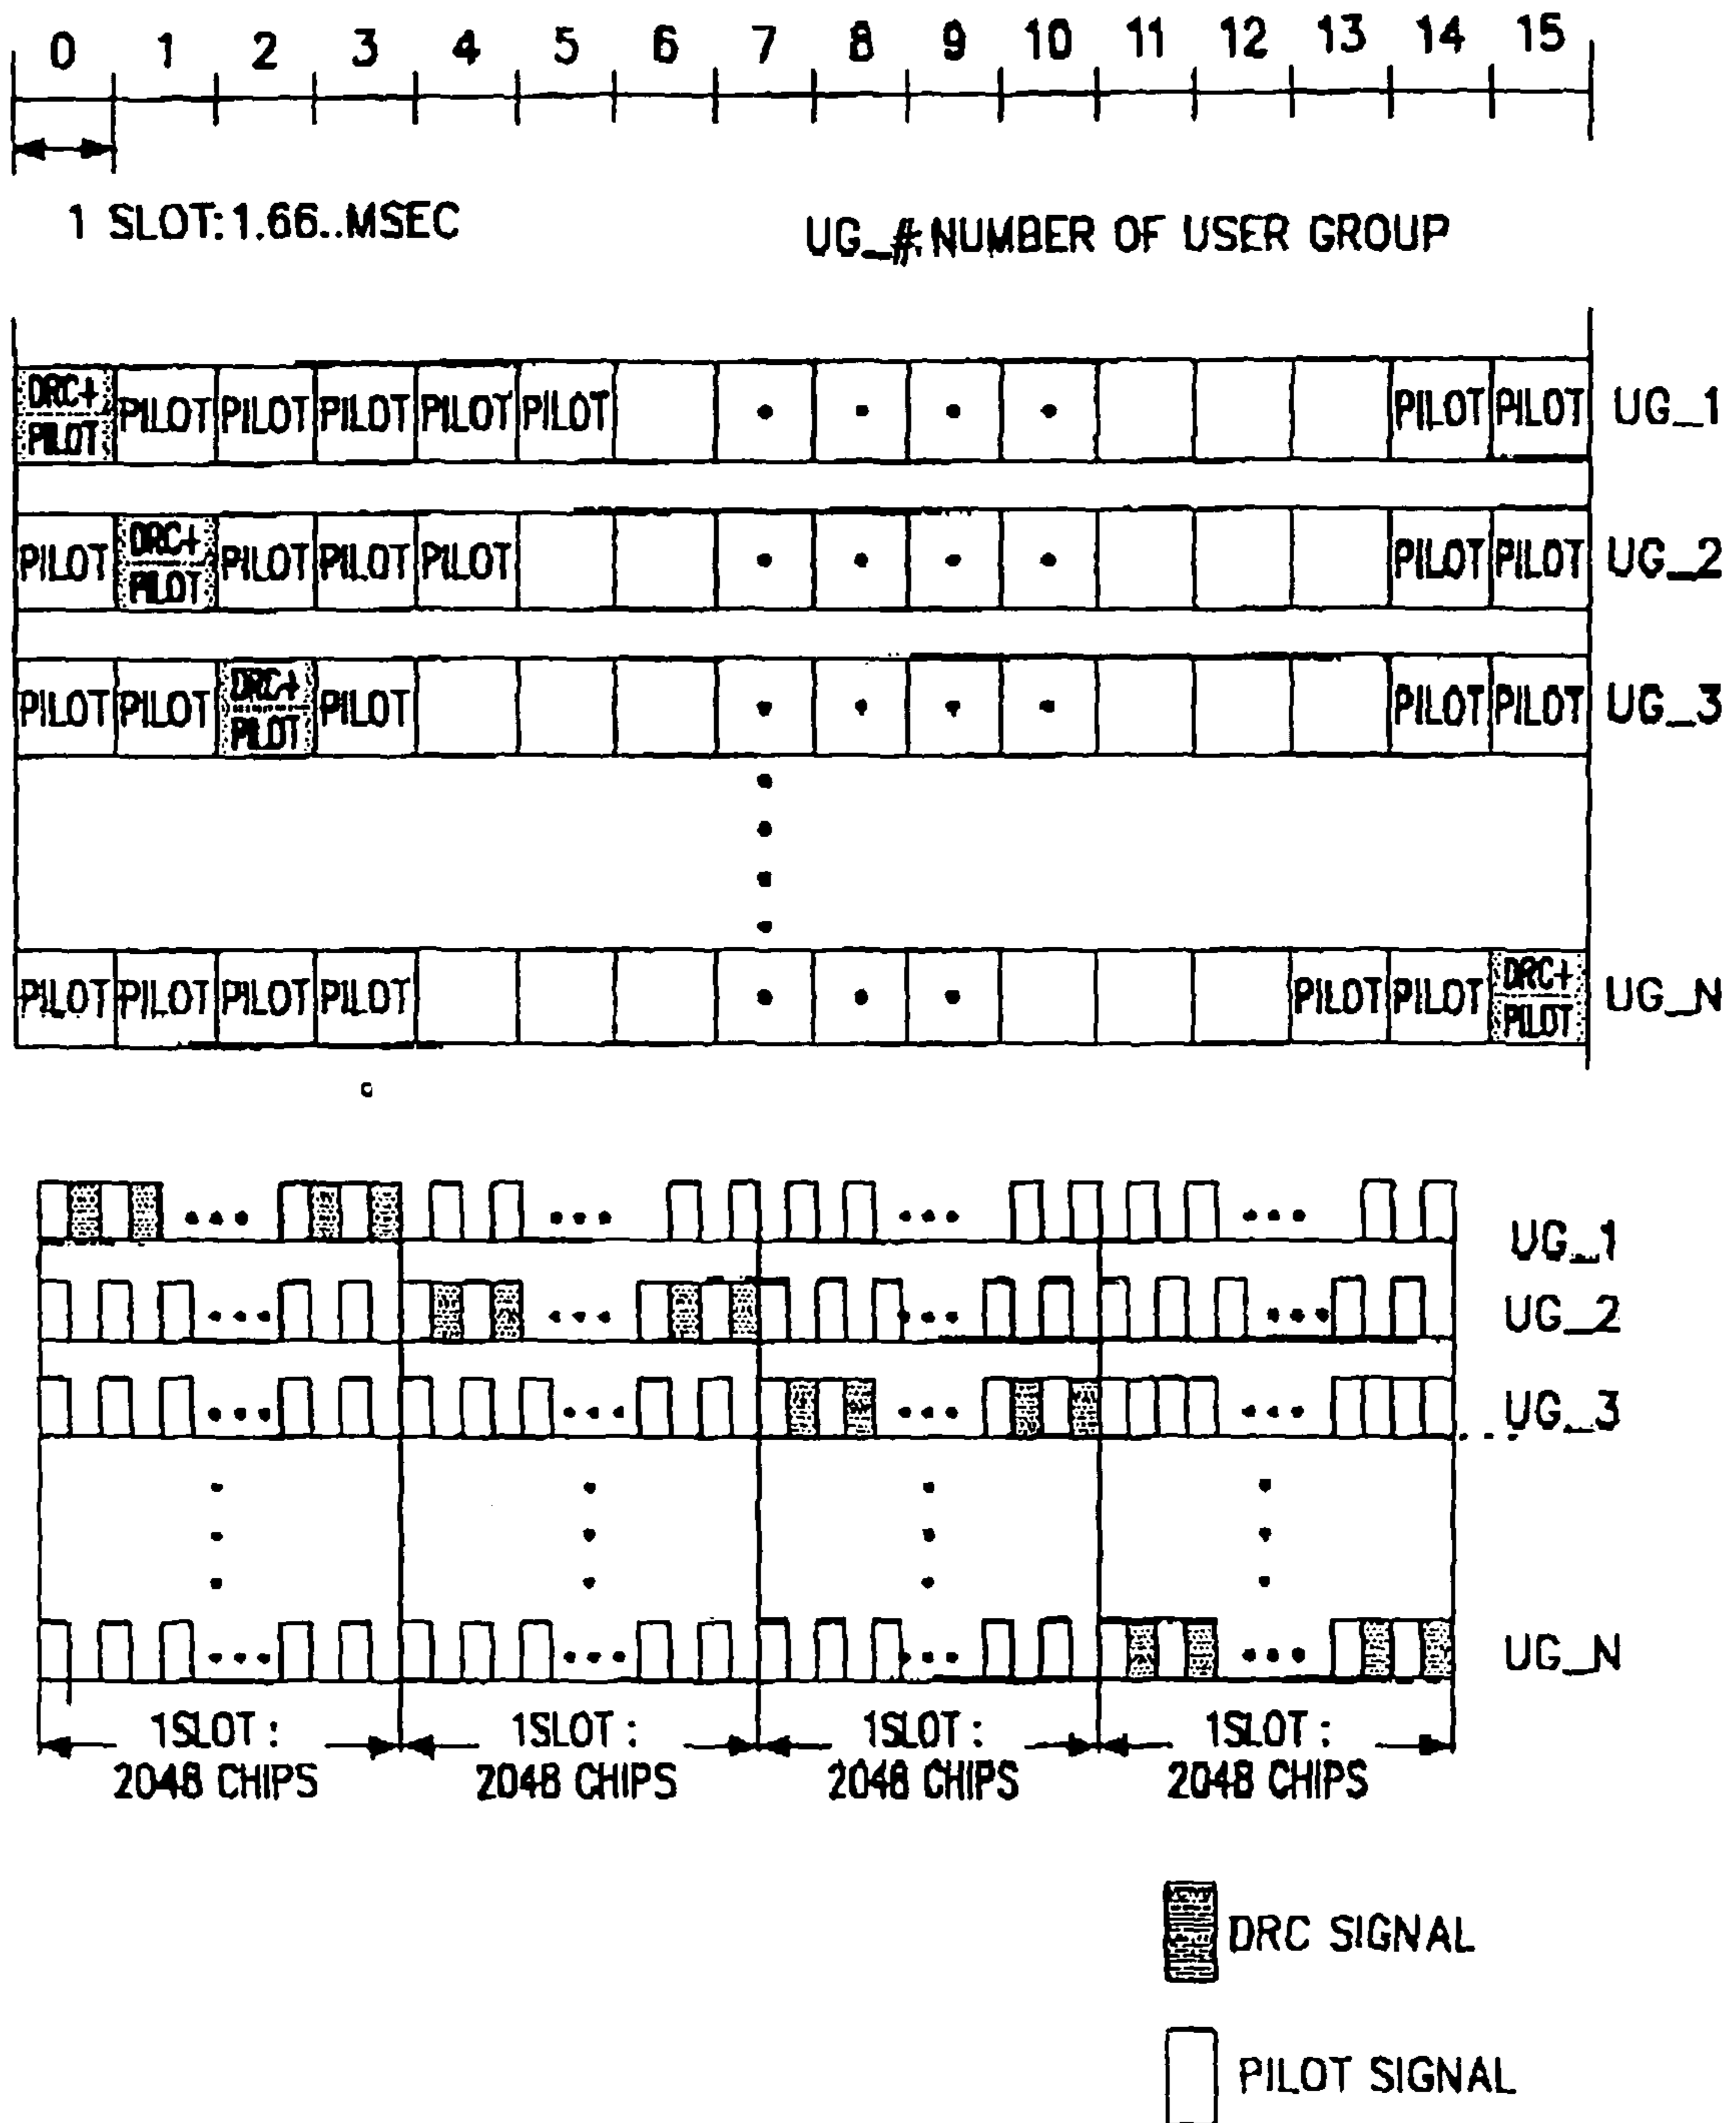 0 1 2 3 4 5 6 7 8 9 10 11 12 13 14 15
1 SLOT:1.66..MSEC
UG_#:NUMBER OF USER GROUP
DRC+ PILOT PILOT PILOT PILOT PILOT PILOT PILOT PILOT UG_1
PILOT DRC+ PILOT PILOT PILOT PILOT PILOT PILOT UG_2
PILOT PILOT DRC+ PILOT PILOT PILOT PILOT UG_3
PILOT PILOT PILOT PILOT PILOT PILOT DRC+ PILOT UG_N
UG_1
UG_2
UG_3
UG_N
1SLOT : 1SLOT : 1SLOT : 1SLOT :
2048 CHIPS 2048 CHIPS 2048 CHIPS 2048 CHIPS
DRC SIGNAL
PILOT SIGNAL